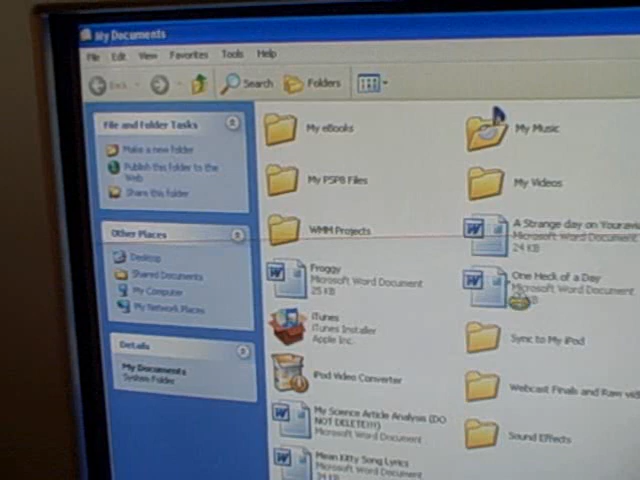 My Documents
File Edit View Favorites Tools Help
Back Search Folders
File and Folder Tasks
Make a new folder
Publish this folder to the
Web
Share this folder
Other Places
Desktop
Shared Documents
My Computer
My Network Places
Details
My Documents
System Folder
My eBooks
My PSP8 Files
WMM Projects
Froggy
Microsoft Word Document
25 KB
iTunes
iTunes Installer
Apple Inc.
iPod Video Converter
My Science Article Analysis (DO
NOT DELETE!!!)
Microsoft Word Document
Mean Kitty Song Lyrics
Microsoft Word Document
My Music
My Videos
A Strange day on
Microsoft Word Document
24 KB
One Heck of a Day
Microsoft Word Document
Sync to My iPod
Webcast Finals and Raw
Sound Effects